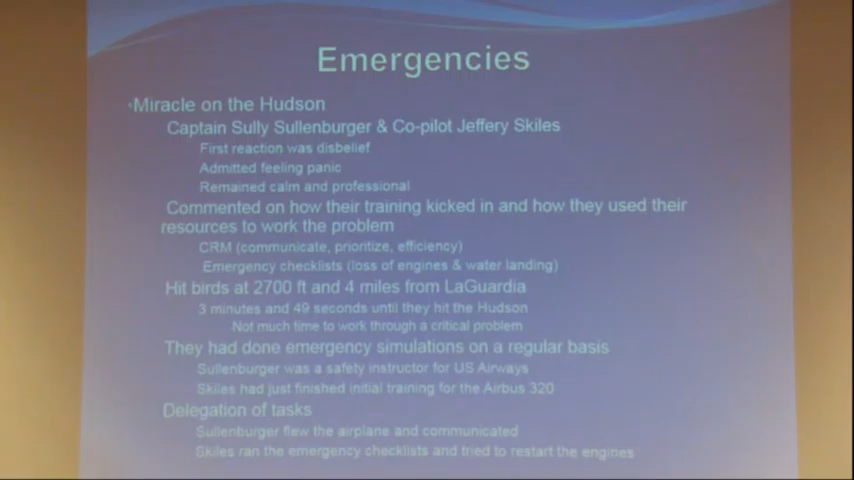 Emergencies
•Miracle on the Hudson
Captain Sully Sullenburger & Co-pilot Jeffery Skiles
First reaction was disbelief
Admitted feeling panic
Remained calm and professional
Commented on how their training kicked in and how they used their
resources to work the problem
CRM (communicate, prioritize, efficiency)
Emergency checklists (loss of engines & water landing)
Hit birds at 2700 ft and 4 miles from LaGuardia
3 minutes and 49 seconds until they hit the Hudson
Not much time to work through a critical problem
They had done emergency simulations on a regular basis
Sullenburger was a safety instructor for US Airways
Skiles had just finished initial training for the Airbus 320
Delegation of tasks
Sullenburger flew the airplane and communicated
Skiles ran the emergency checklists and tried to restart the engines